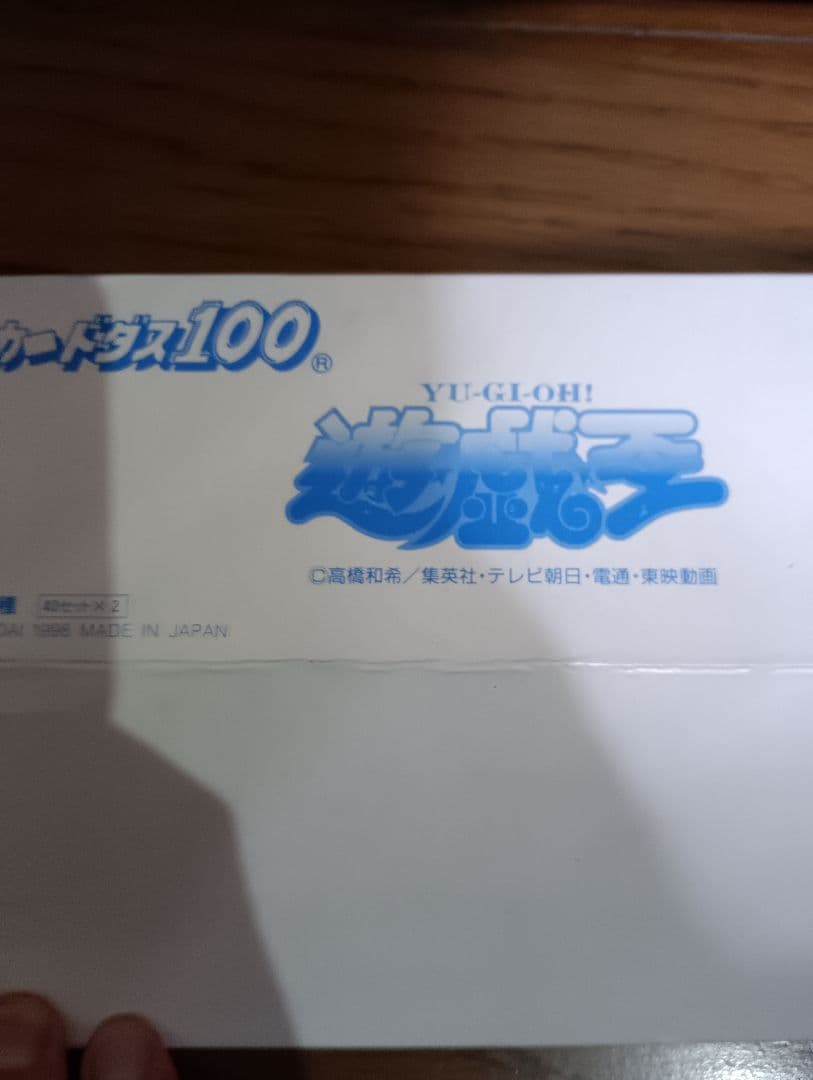 カードダス100®
YU-GI-OH!
遊戯王
©高橋和希／集英社・テレビ朝日・電通・東映動画
種 40セット×2
DAI 1998 MADE IN JAPAN